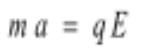 m a = q E